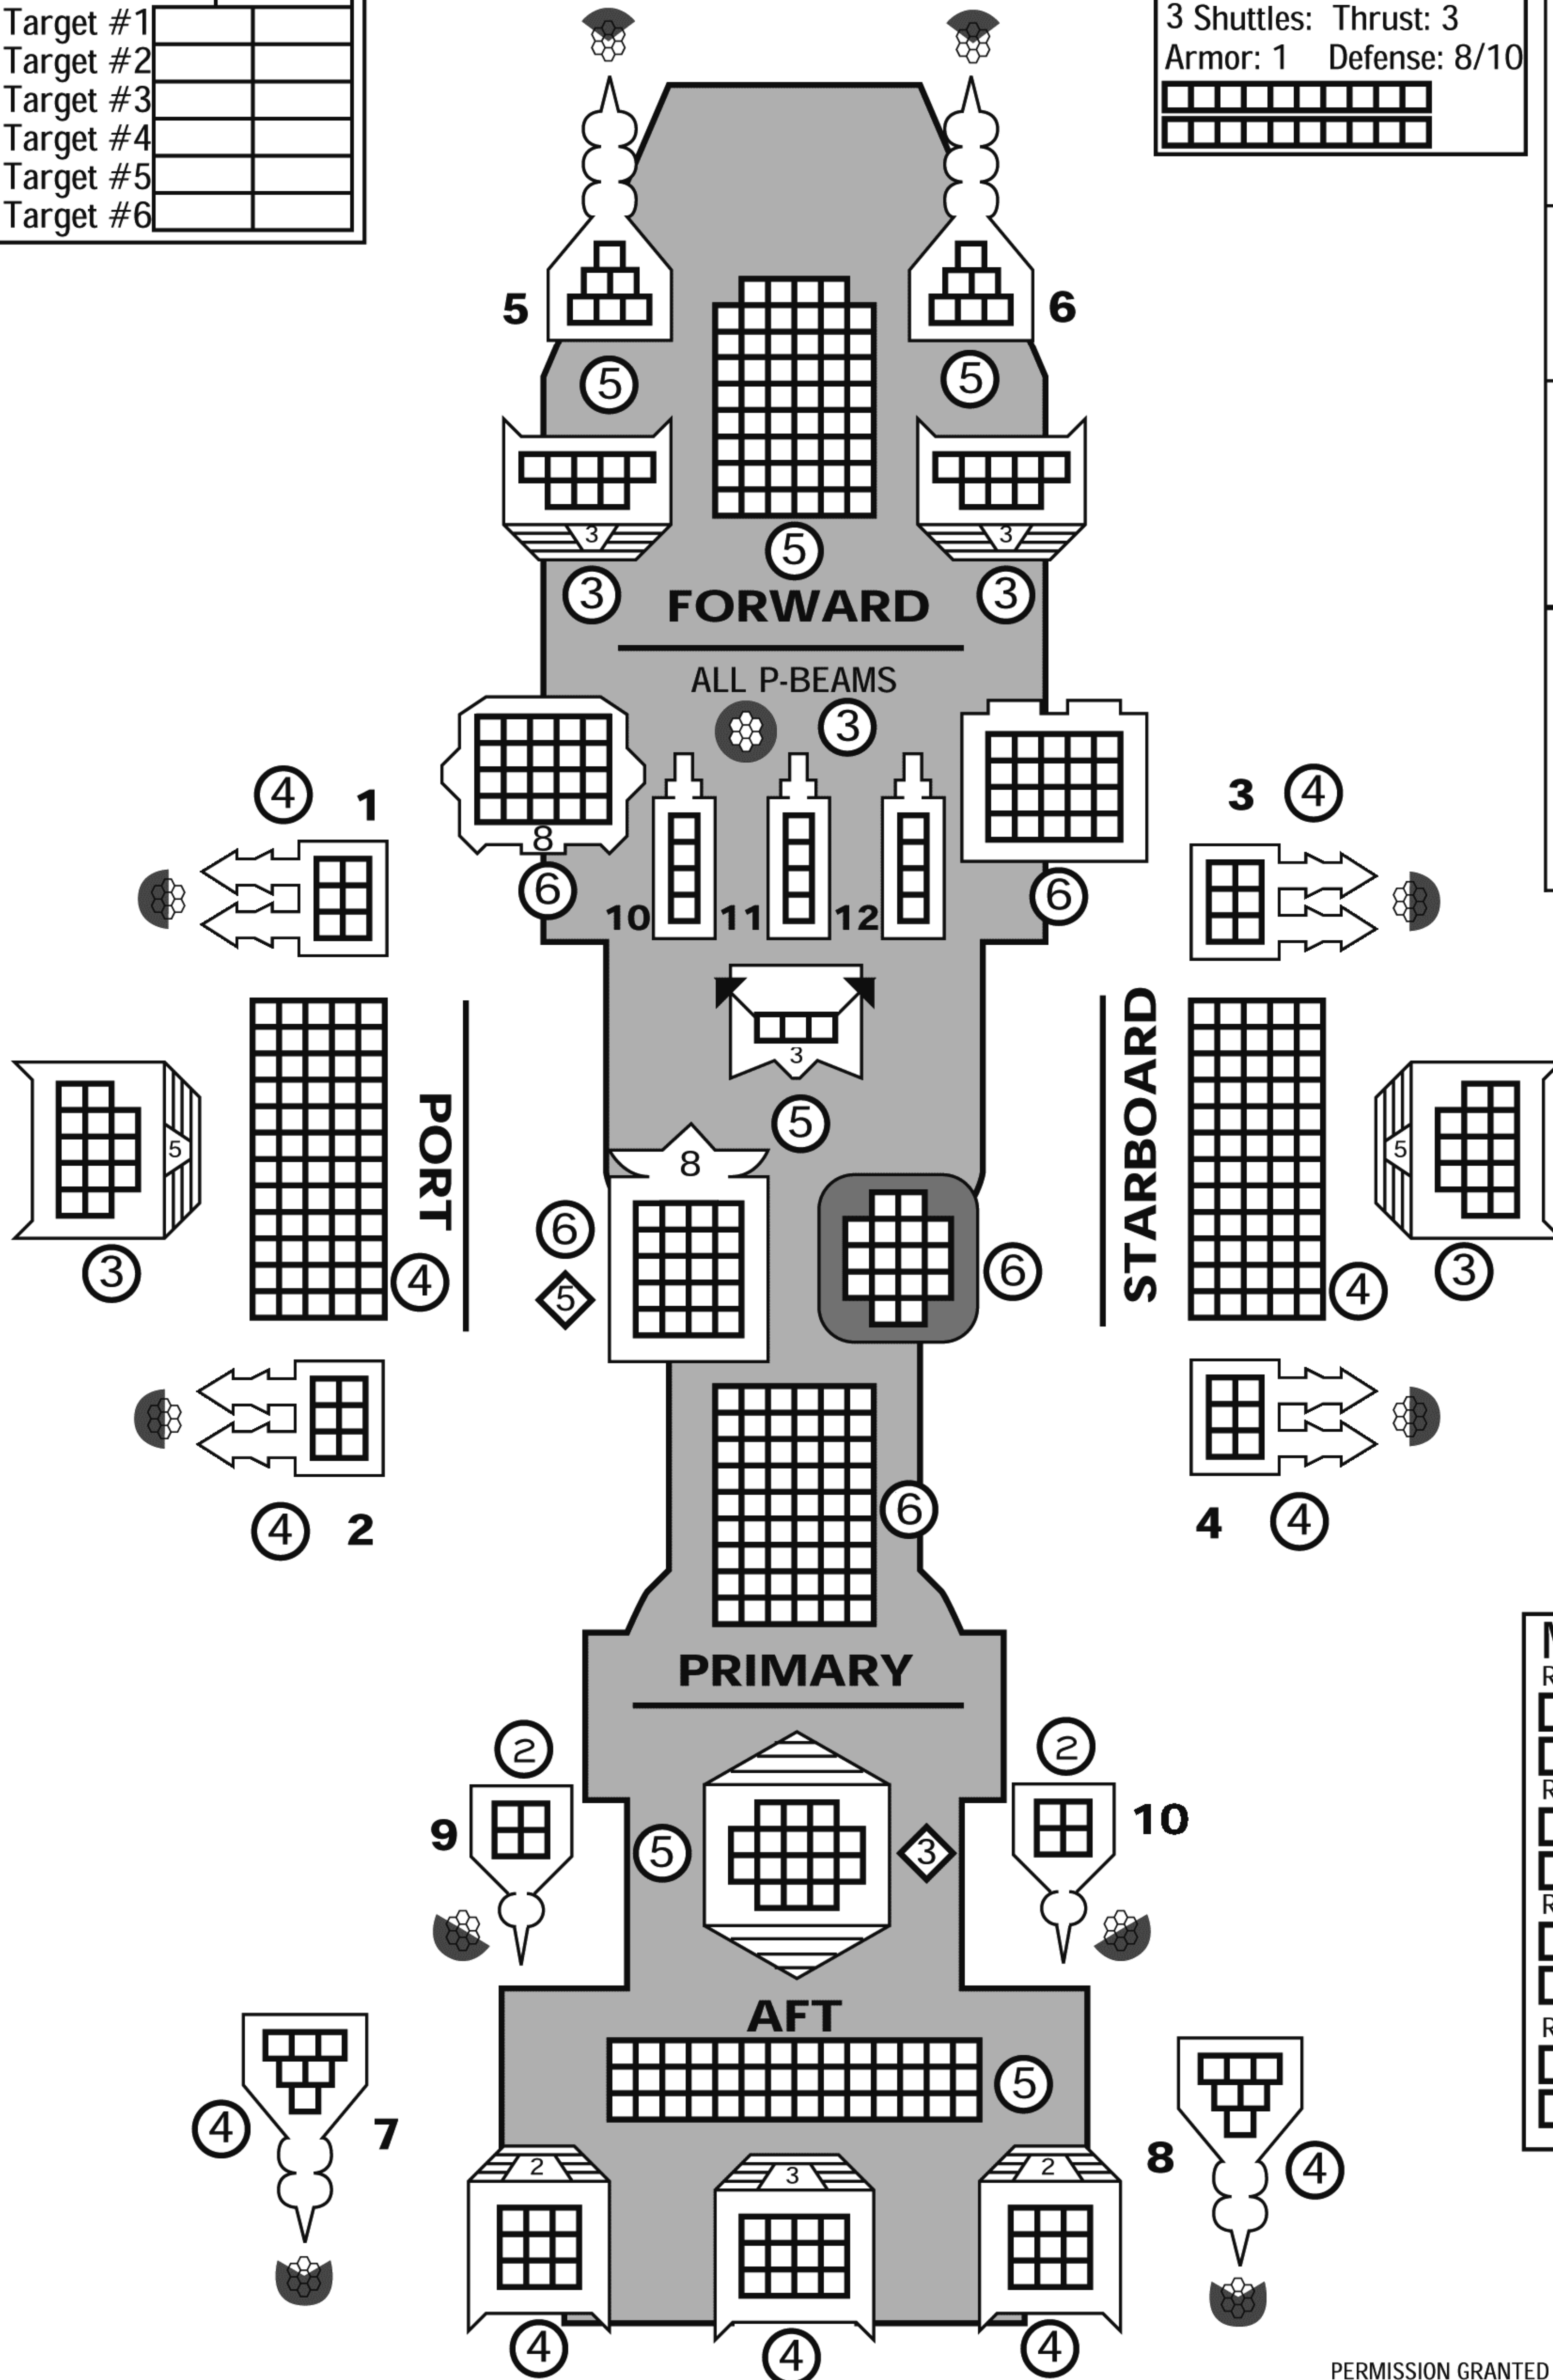 Target #1
Target #2
Target #3
Target #4
Target #5
Target #6
3 Shuttles: Thrust: 3
Armor: 1 Defense: 8/10
5
6
5
5
3
3
5
3
3
FORWARD
ALL P-BEAMS
3
4
1
3
4
8
6
10
11
12
6
3
5
PORT
STARBOARD
5
3
4
8
6
5
6
5
3
4
6
4
2
4
4
PRIMARY
2
2
9
10
5
3
AFT
5
4
7
8
4
2
3
2
4
4
4
R
R
R
R
PERMISSION GRANTED